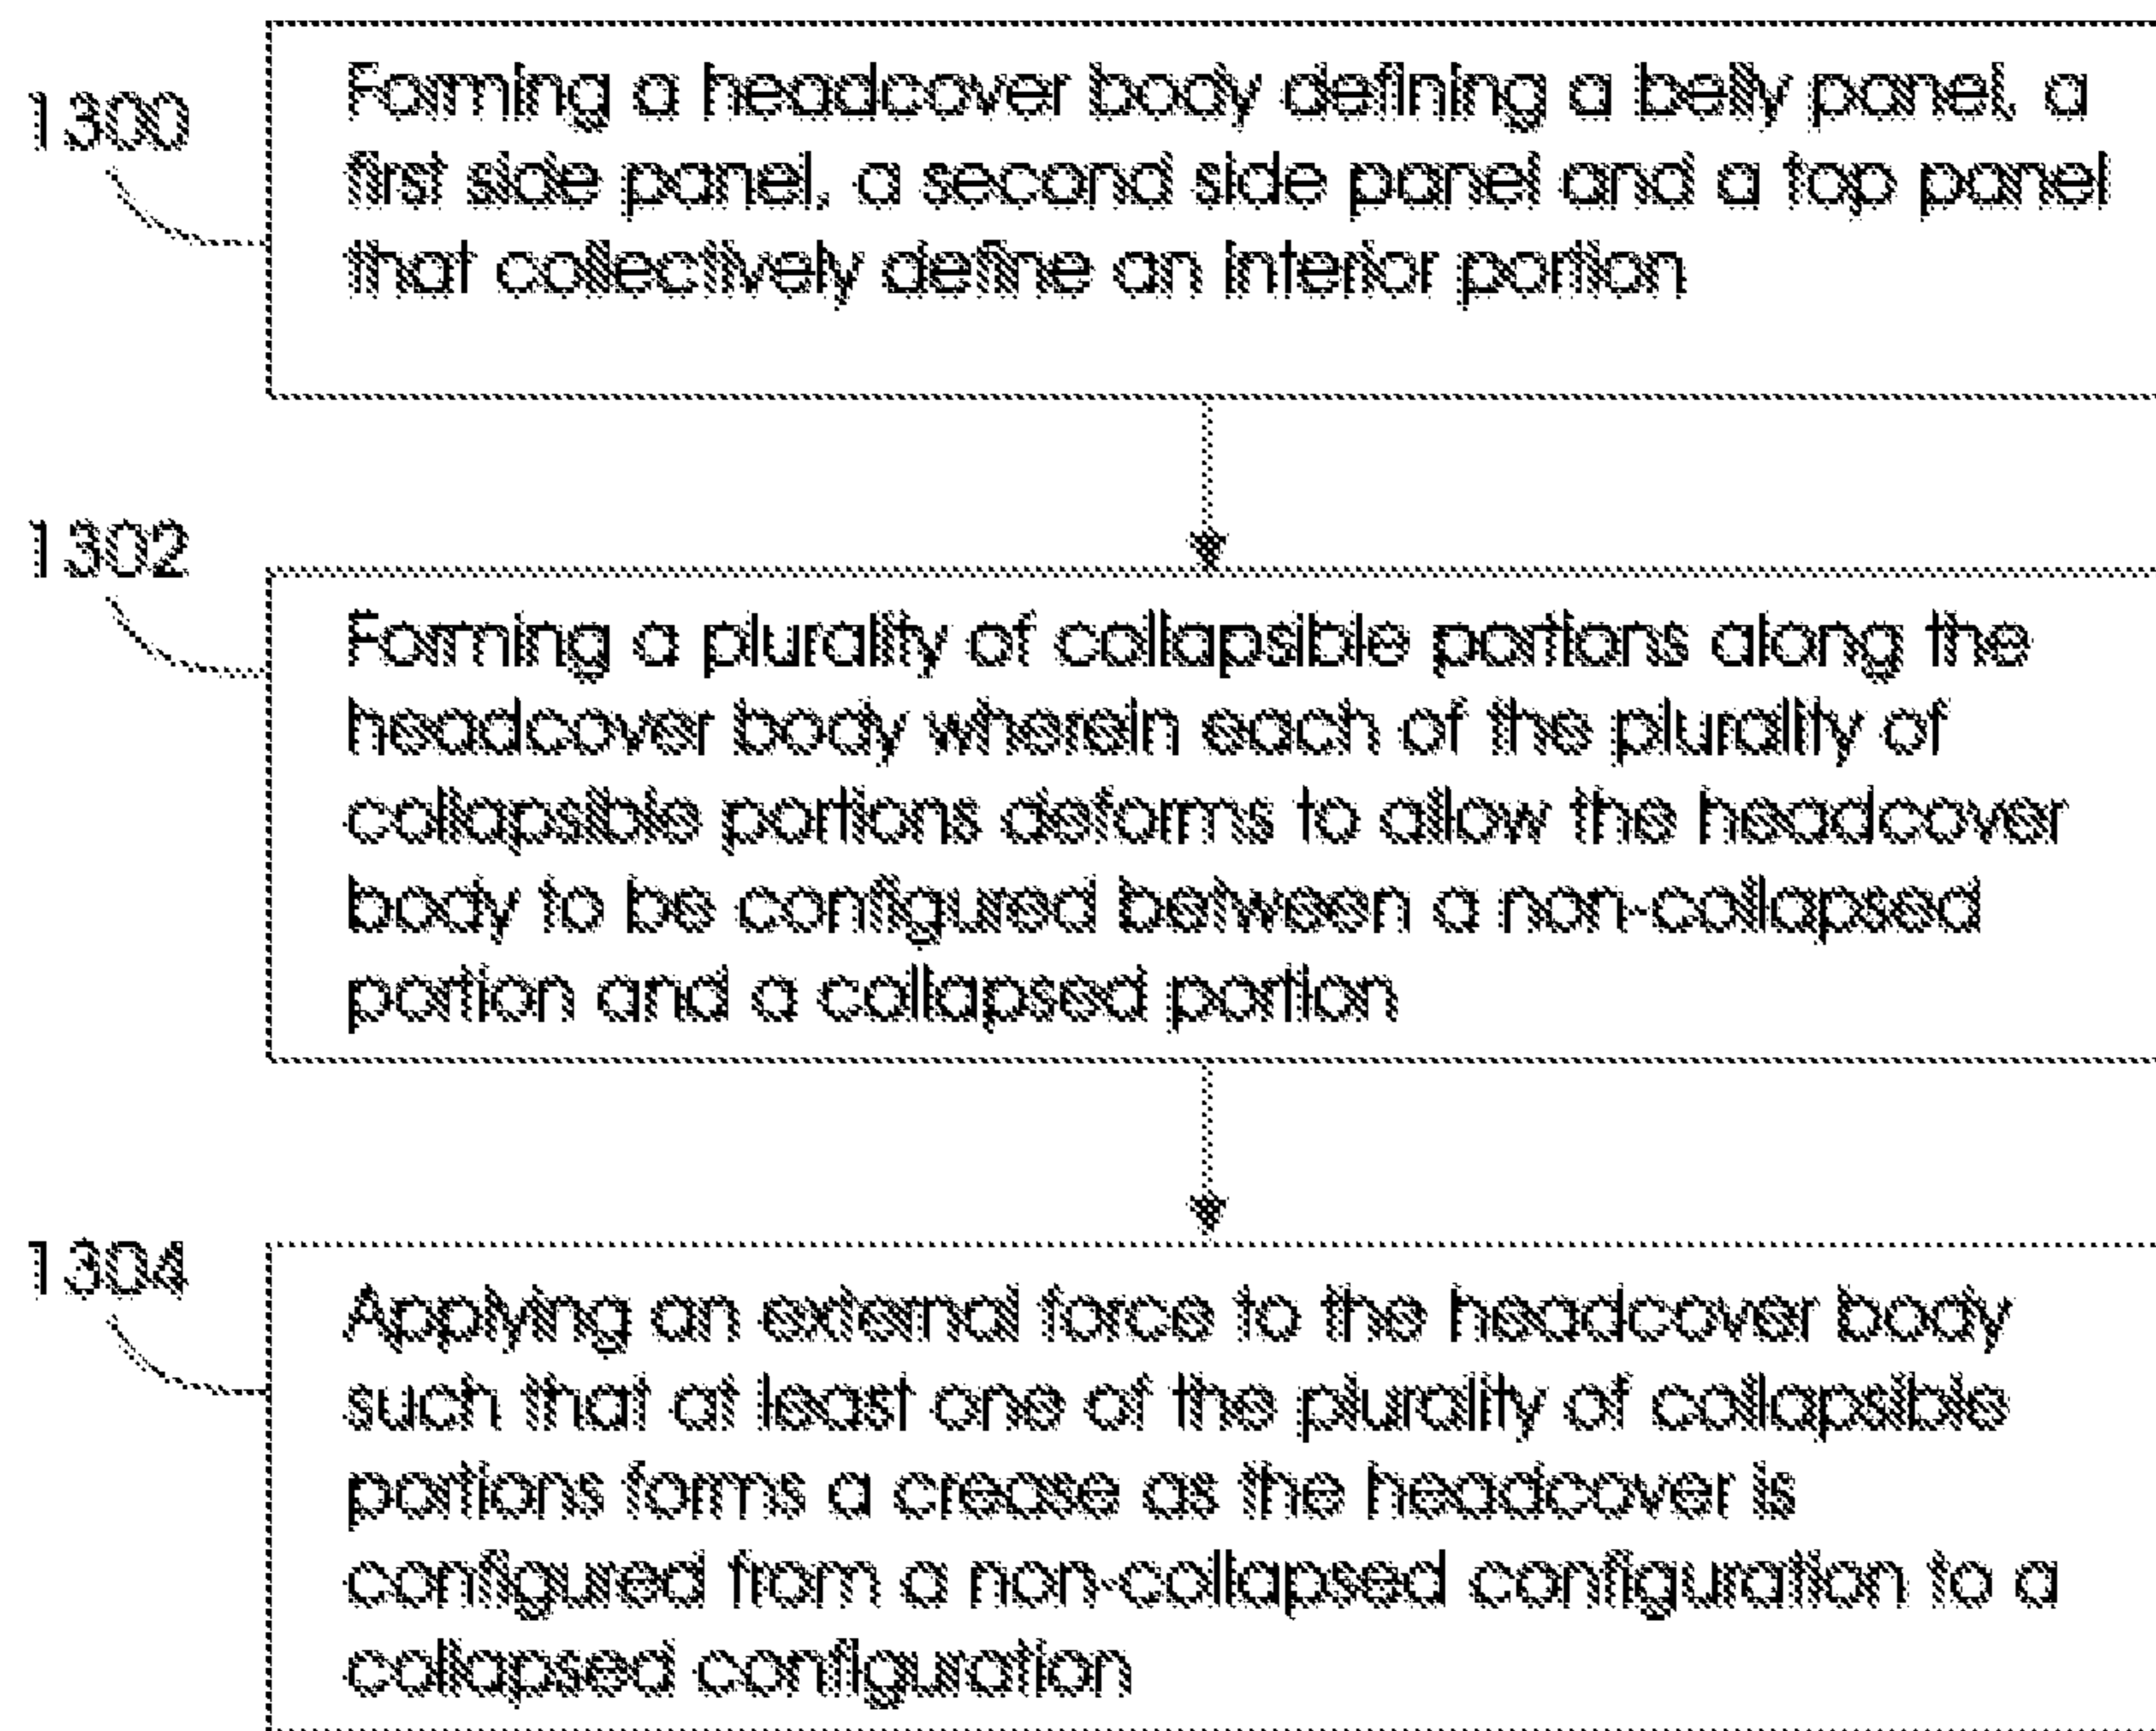 1300
Forming a headcover body defining a belly panel, a
first side panel, a second side panel and a top panel
that collectively define an interior portion
1302
Forming a plurality of collapsible portions along the
headcover body wherein each of the plurality of
collapsible portions deforms to allow the headcover
body to be configured between a non-collapsed
portion and a collapsed portion
1304
Applying an external force to the headcover body
such that at least one of the plurality of collapsible
portions forms a crease as the headcover is
configured from a non-collapsed configuration to a
collapsed configuration